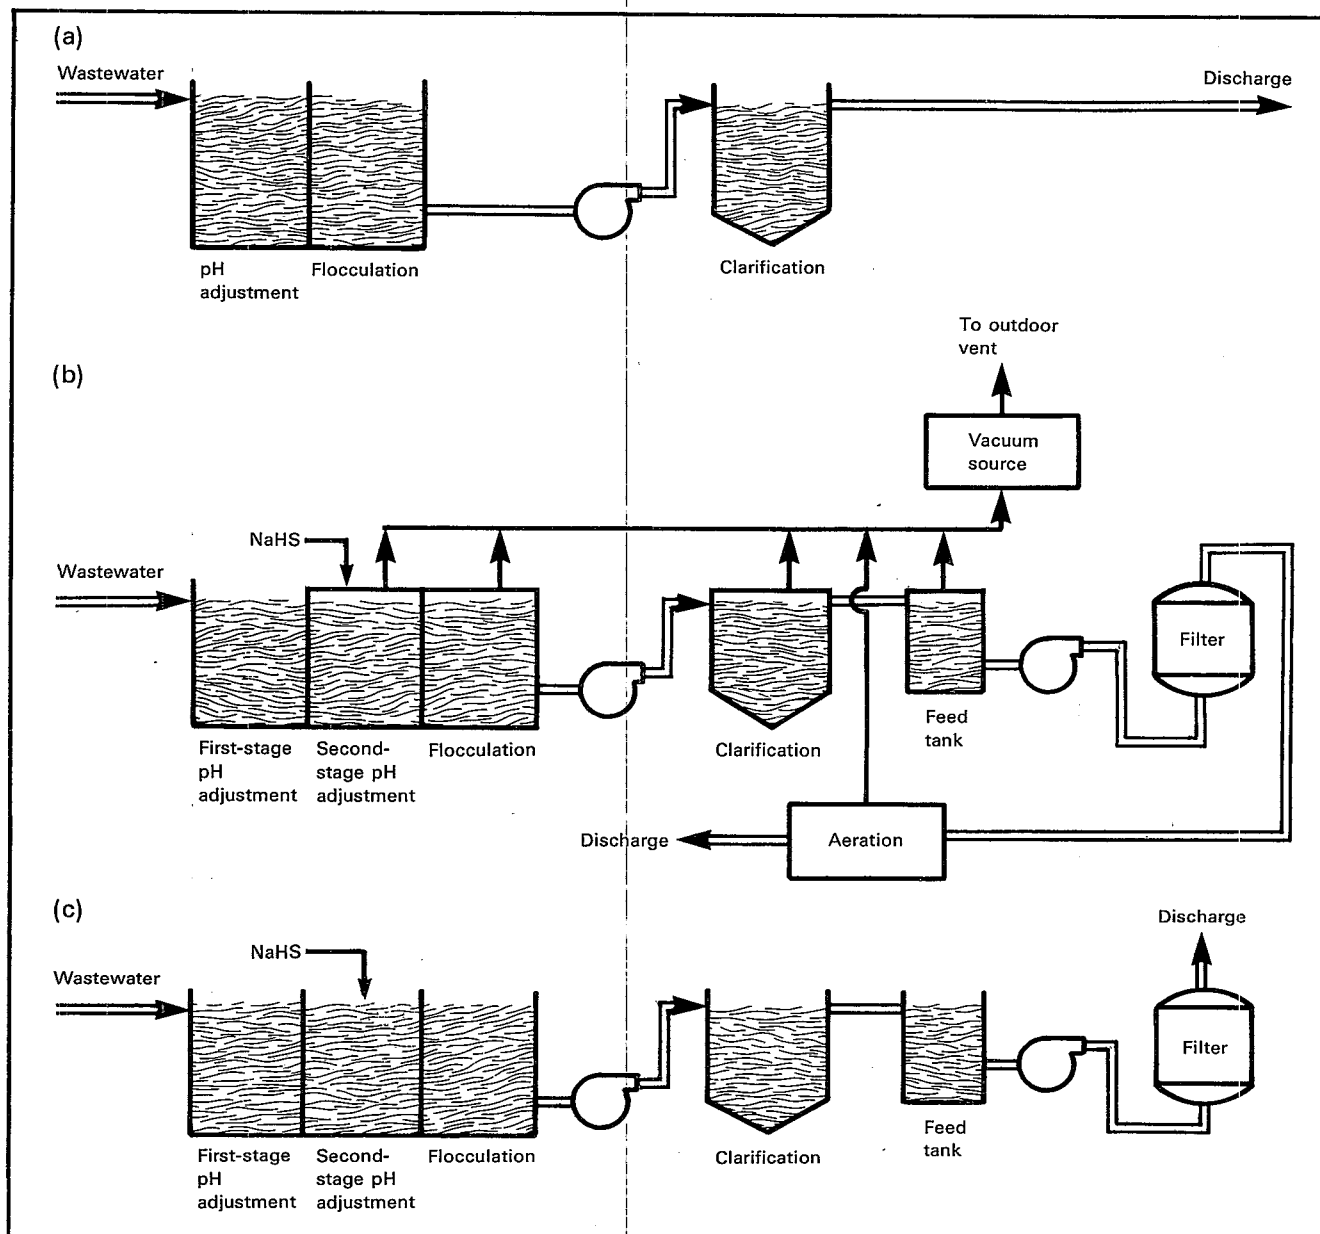 (a)
Wastewater
Discharge
pH
adjustment
Flocculation
Clarification
To outdoor
vent
(b)
Vacuum
source
NaHS
Wastewater
Filter
First-stage
pH
adjustment
Second-
stage pH
adjustment
Flocculation
Clarification
Feed
tank
Discharge
Aeration
(c)
Discharge
NaHS
Wastewater
Filter
First-stage
pH
adjustment
Second-
stage pH
adjustment
Flocculation
Clarification
Feed
tank